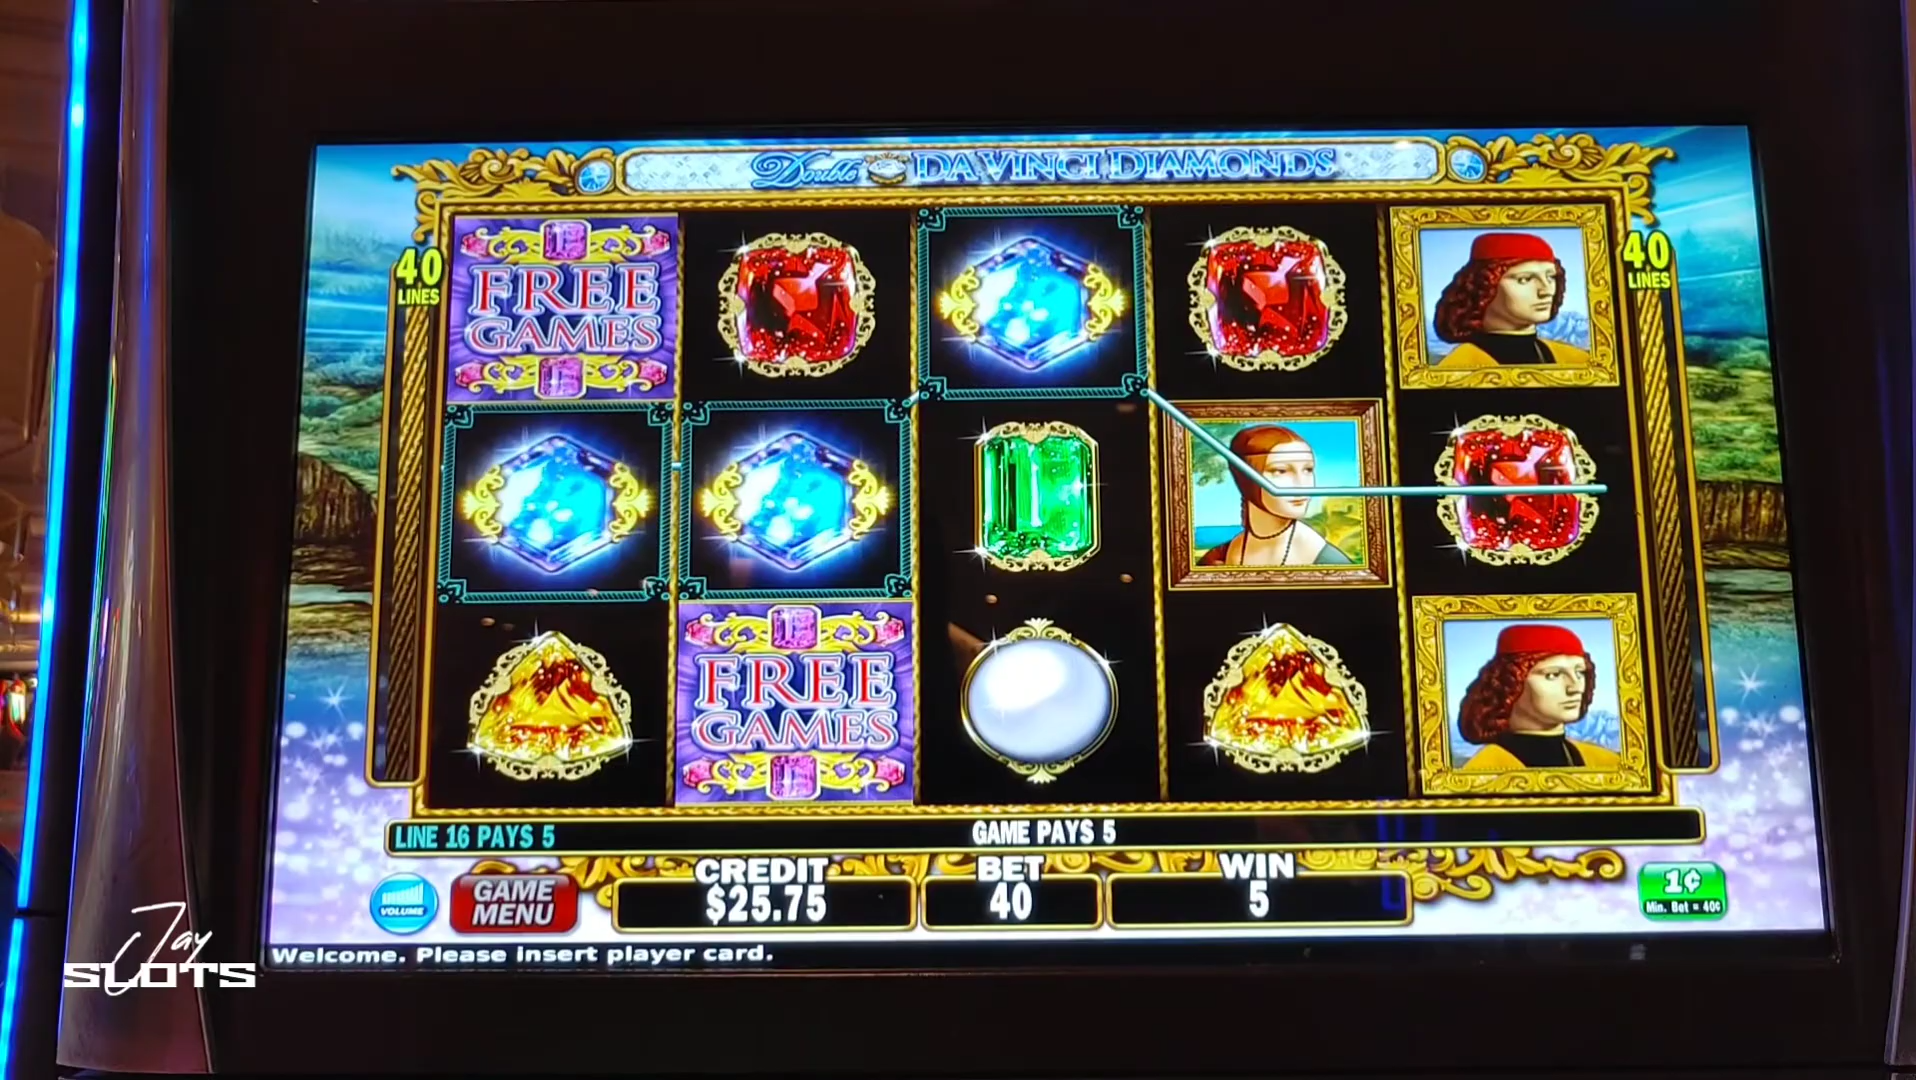 Double DA VINCI DIAMONDS
40 LINES
40 LINES
FREE GAMES
FREE GAMES
LINE 16 PAYS 5
GAME PAYS 5
CREDIT
$25.75
BET
40
WIN
5
VOLUME
GAME MENU
1¢
Min. Bet = 40¢
Welcome. Please insert player card.
Jay
SLOTS